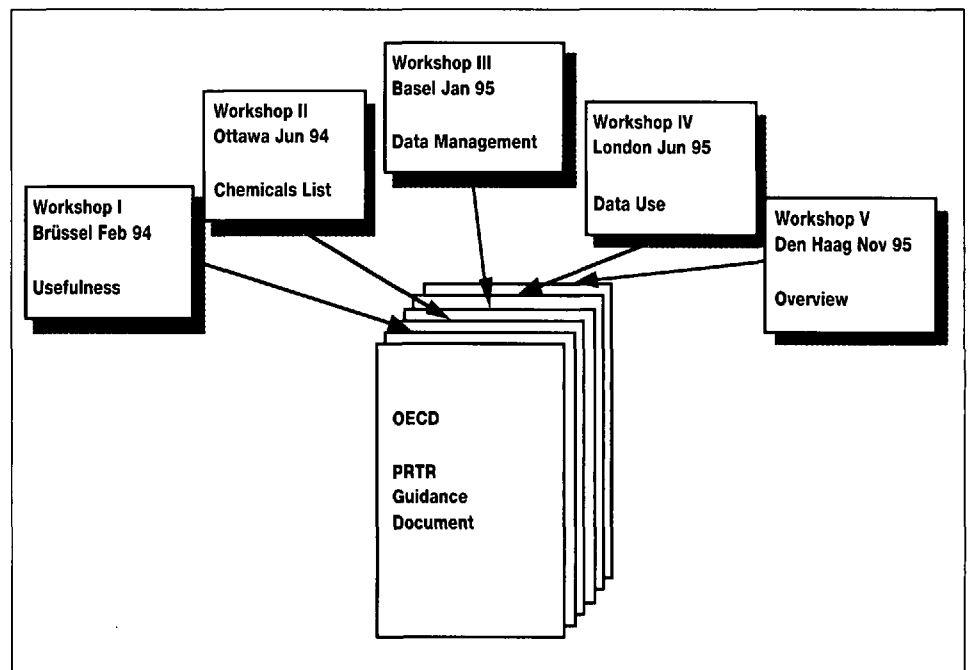 Workshop I
Brüssel Feb 94
Usefulness
Workshop II
Ottawa Jun 94
Chemicals List
Workshop III
Basel Jan 95
Data Management
Workshop IV
London Jun 95
Data Use
Workshop V
Den Haag Nov 95
Overview
OECD
PRTR
Guidance
Document